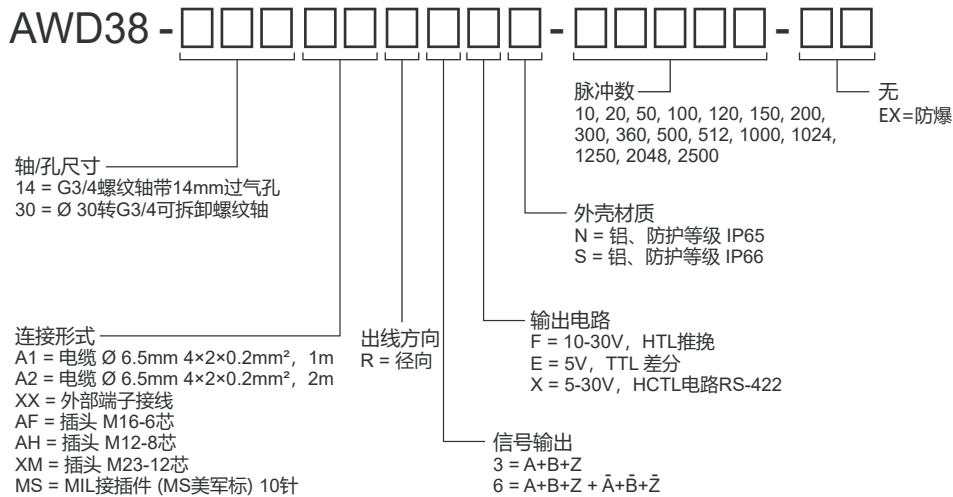 AWD38 -□□□□□□□□-□□□□□-□□
脉冲数
10, 20, 50, 100, 120, 150, 200,
300, 360, 500, 512, 1000, 1024,
1250, 2048, 2500
无
EX=防爆
轴/孔尺寸
14 = G3/4螺纹轴带14mm过气孔
30 = Ø 30转G3/4可拆卸螺纹轴
外壳材质
N = 铝、防护等级 IP65
S = 铝、防护等级 IP66
连接形式
A1 = 电缆 Ø 6.5mm 4×2×0.2mm²，1m
A2 = 电缆 Ø 6.5mm 4×2×0.2mm²，2m
XX = 外部端子接线
AF = 插头 M16-6芯
AH = 插头 M12-8芯
XM = 插头 M23-12芯
MS = MIL接插件 (MS美军标) 10针
出线方向
R = 径向
输出电路
F = 10-30V，HTL推挽
E = 5V，TTL 差分
X = 5-30V，HCTL电路RS-422
信号输出
3 = A+B+Z
6 = A+B+Z + Ā+B̄+Z̄